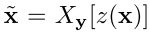 x̃ = X_y[z(x)]